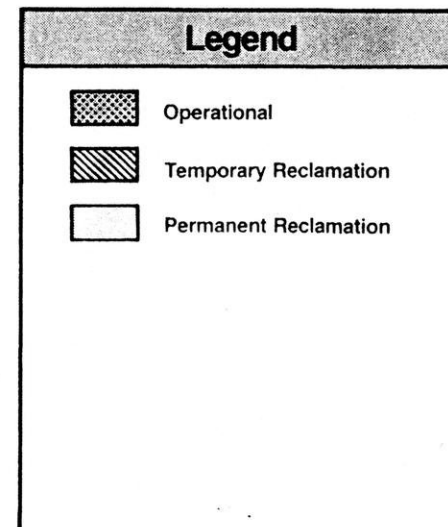 Legend
Operational
Temporary Reclamation
Permanent Reclamation